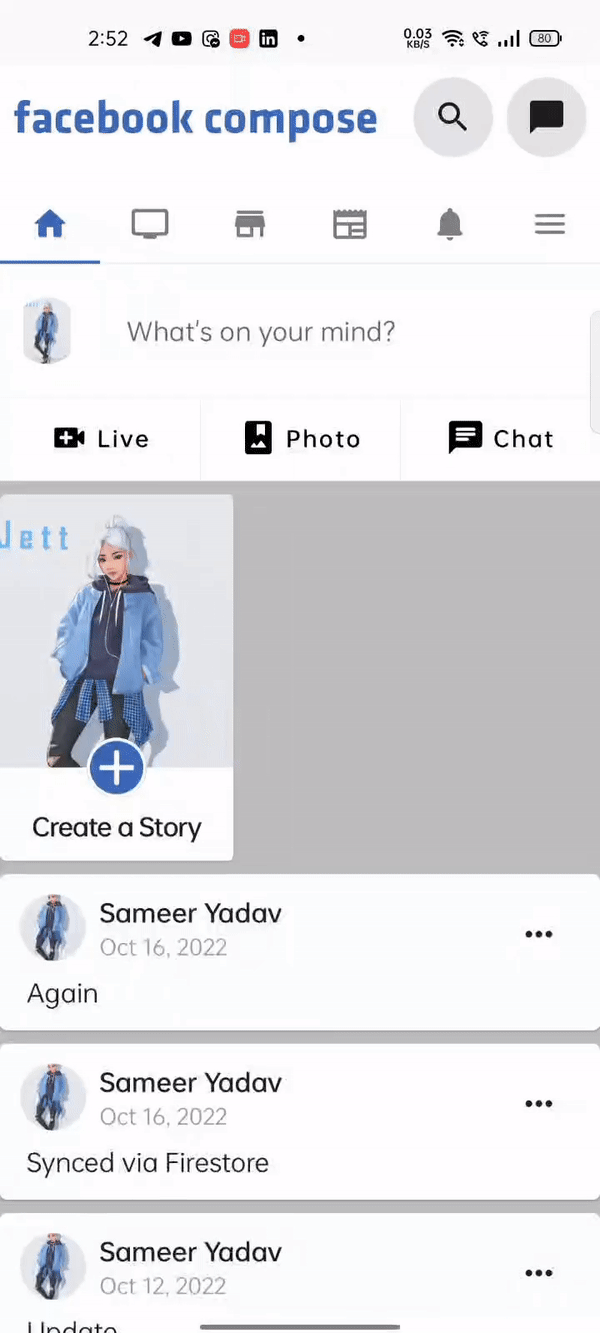 2:52
0.03
KB/S
80
facebook compose
What's on your mind?
Live
Photo
Chat
Jett
Create a Story
Sameer Yadav
Oct 16, 2022
Again
Sameer Yadav
Oct 16, 2022
Synced via Firestore
Sameer Yadav
Oct 12, 2022
Update